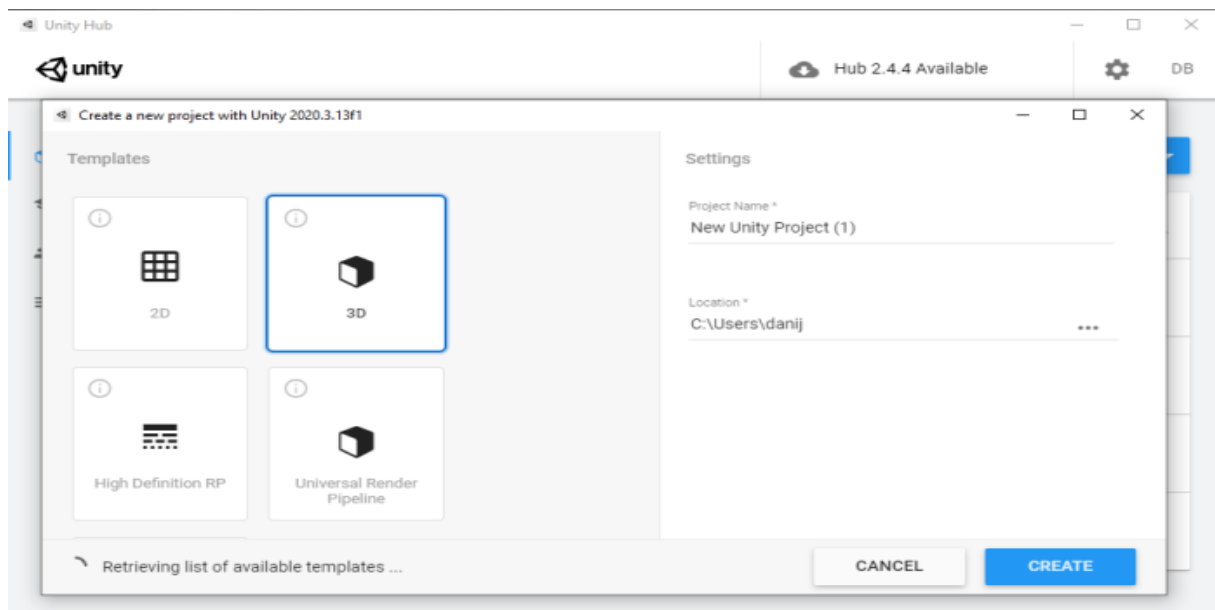 Unity Hub
unity
Hub 2.4.4 Available
DB
Create a new project with Unity 2020.3.13f1
Templates
2D
3D
High Definition RP
Universal Render
Pipeline
Settings
Project Name *
New Unity Project (1)
Location *
C:\Users\danij
Retrieving list of available templates ...
CANCEL
CREATE